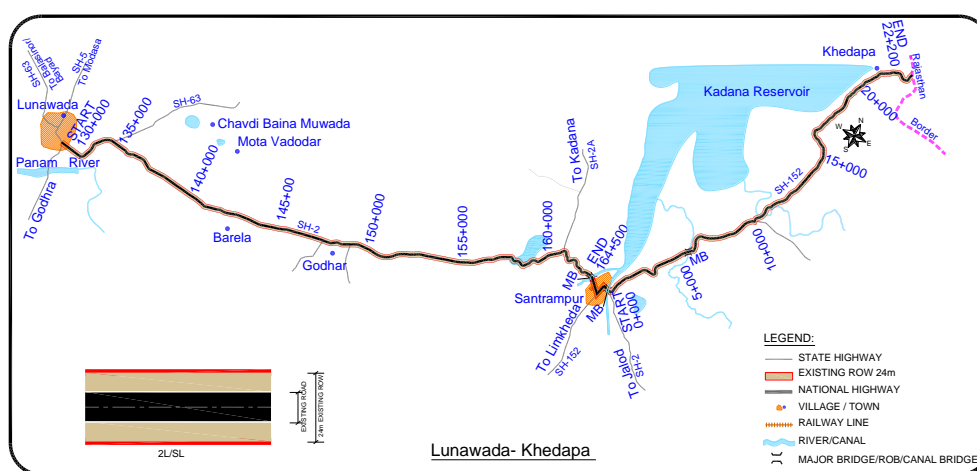 SH-63
To Balasinor/
Bayad
SH-5
To Modasa
Lunawada
START
130+000
135+000
SH-63
Chavdi Baina Muwada
Mota Vadodar
Panam River
To Godhra
140+000
145+00
SH-2
Barela
Godhar
150+000
155+000
160+000
To Kadana
SH-2A
END
164+500
MB
Santrampur
MB
START
0+000
To Limkheda
SH-152
To Jalod
SH-2
MB
5+000
10+000
SH-152
15+000
20+000
Kadana Reservoir
Khedapa
END
22+200
Rajasthan
Border
N
W
E
S
EXISTING ROAD
24m EXISTING ROW
2L/SL
Lunawada- Khedapa
LEGEND:
STATE HIGHWAY
EXISTING ROW 24m
NATIONAL HIGHWAY
VILLAGE / TOWN
RAILWAY LINE
RIVER/CANAL
MAJOR BRIDGE/ROB/CANAL BRIDGE